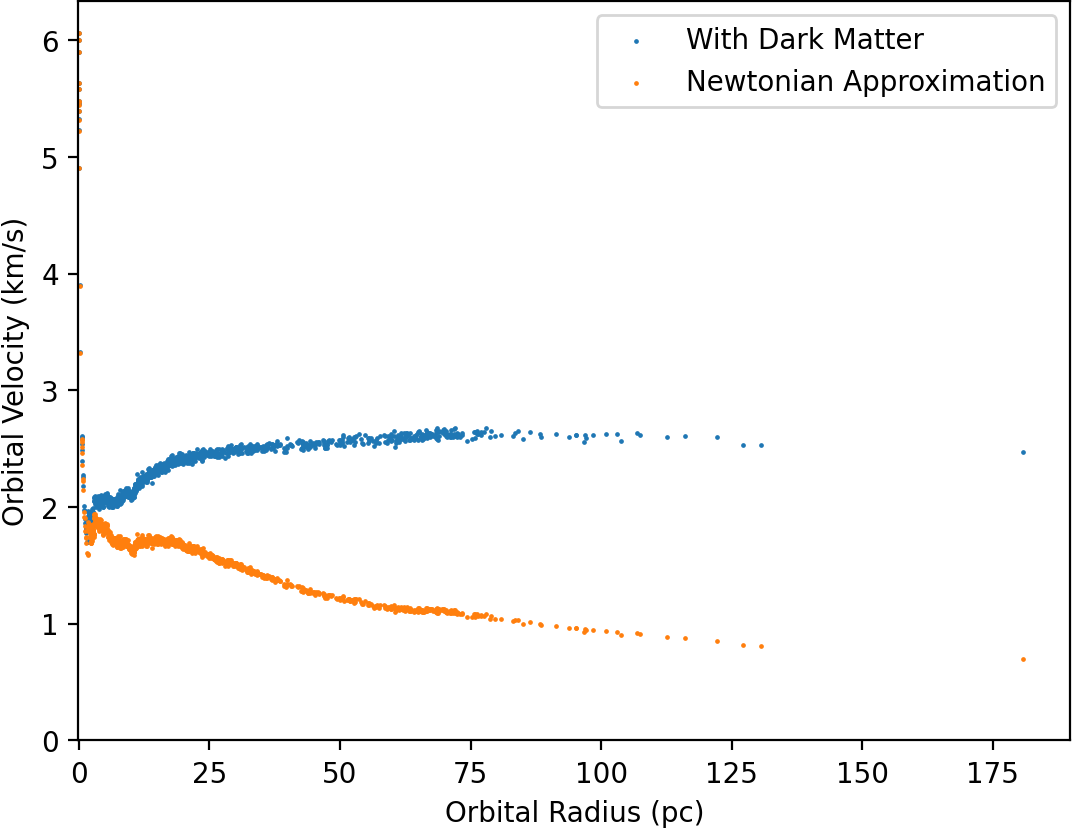 With Dark Matter
Newtonian Approximation
6
5
4
3
2
1
0
Orbital Velocity (km/s)
0 25 50 75 100 125 150 175
Orbital Radius (pc)